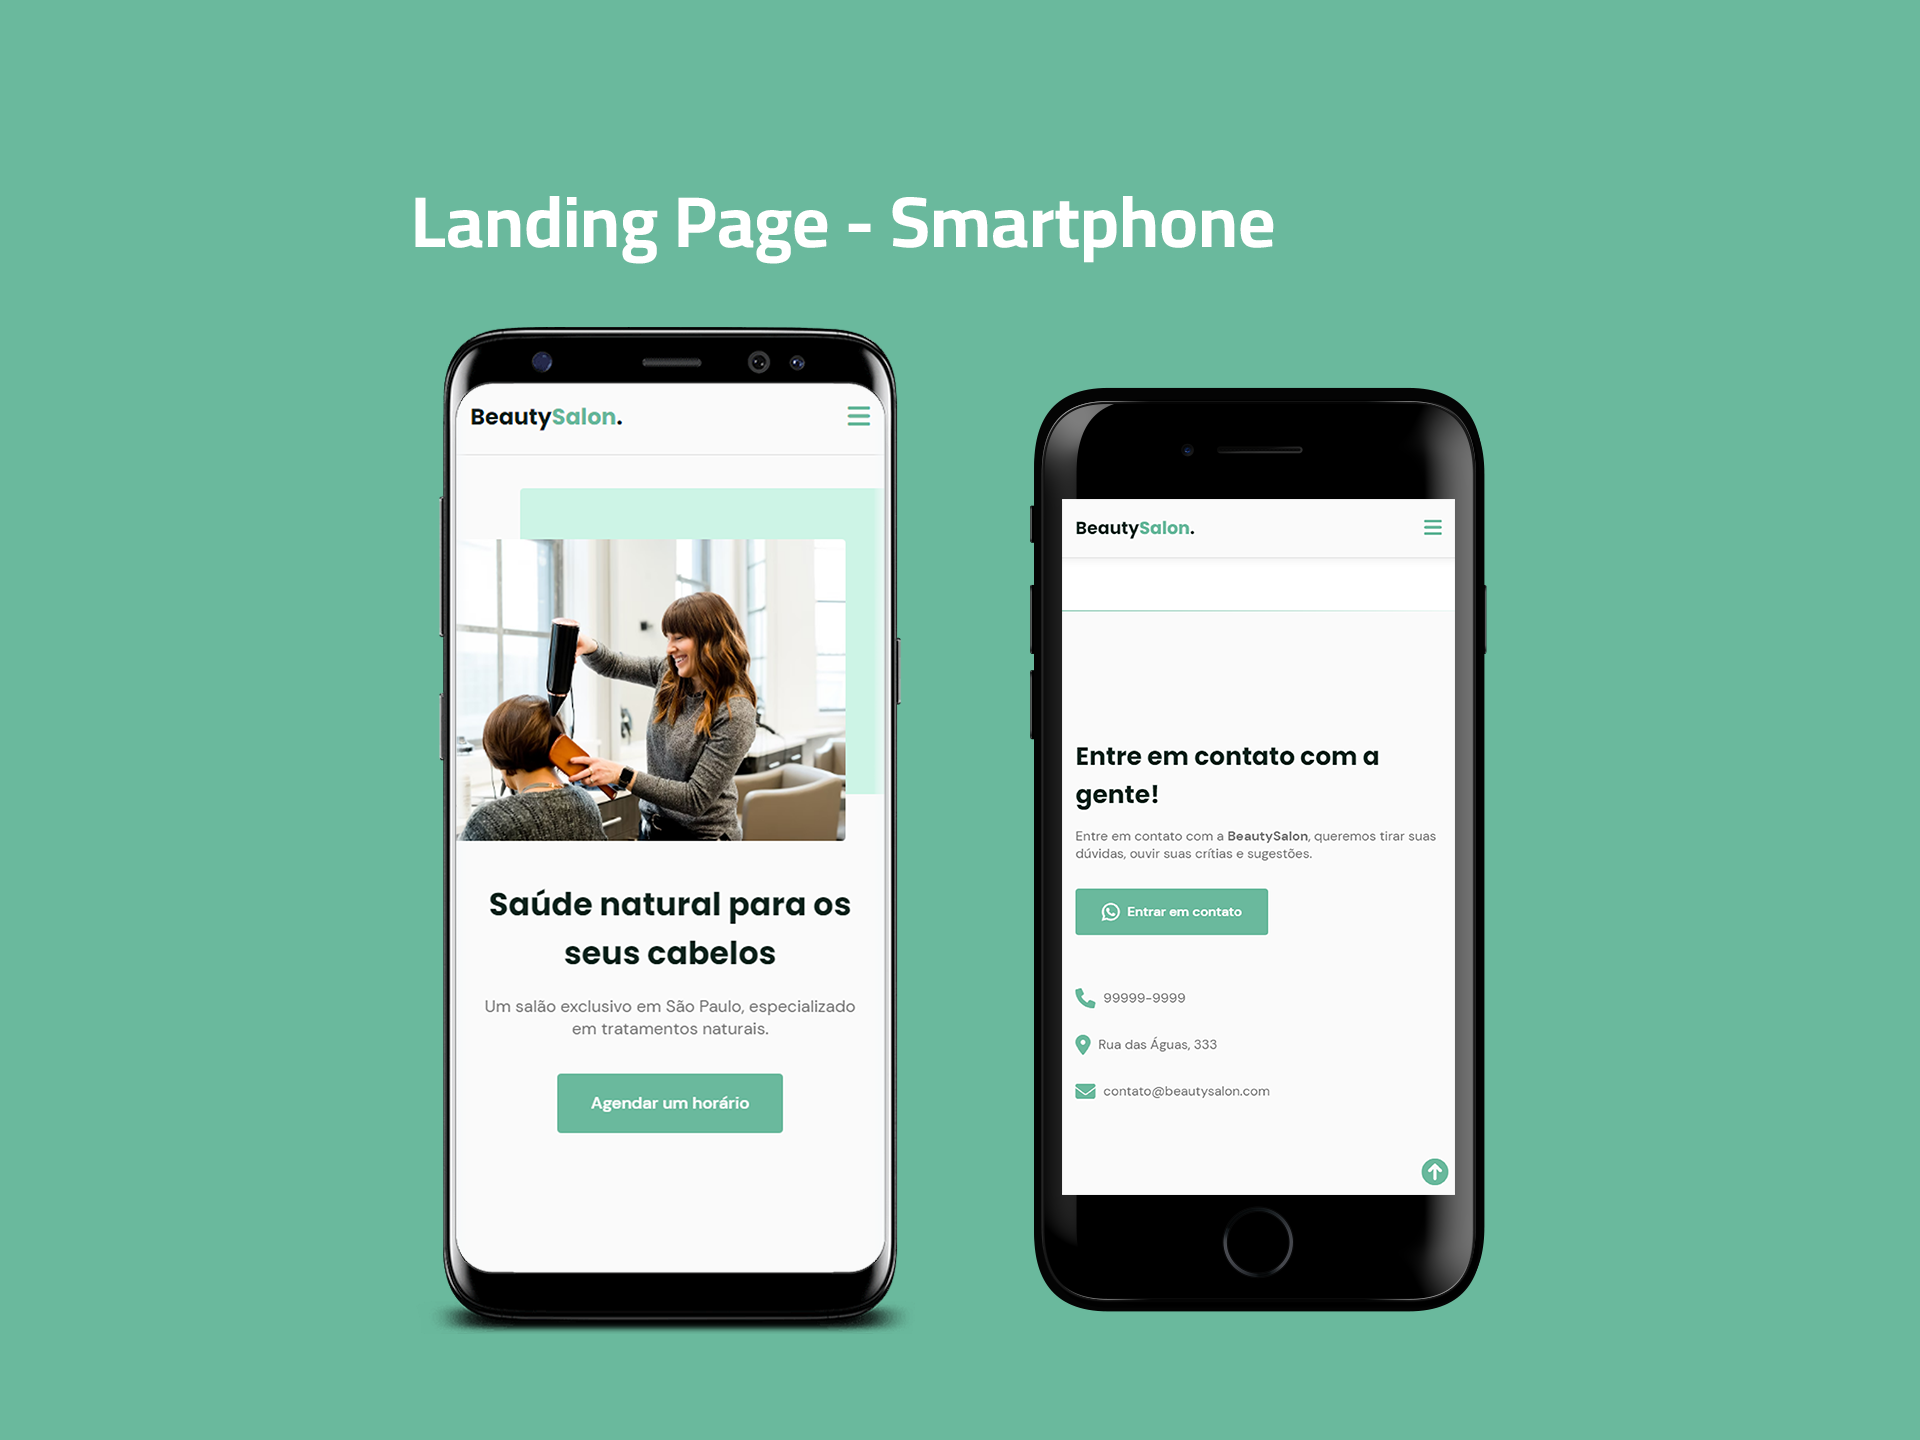 Landing Page - Smartphone
BeautySalon.
Saúde natural para os
seus cabelos
Um salão exclusivo em São Paulo, especializado
em tratamentos naturais.
Agendar um horário
BeautySalon.
Entre em contato com a
gente!
Entre em contato com a BeautySalon, queremos tirar suas
dúvidas, ouvir suas crítias e sugestões.
Entrar em contato
99999-9999
Rua das Águas, 333
contato@beautysalon.com